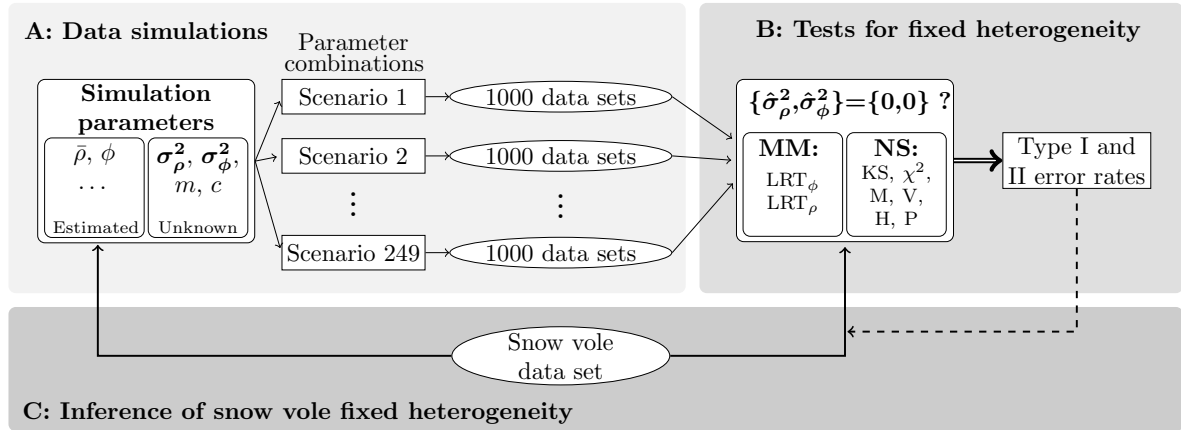 A: Data simulations
Parameter
combinations
Simulation
parameters
ρ̄, ϕ
...
Estimated
σ²ρ, σ²ϕ,
m, c
Unknown
Scenario 1
Scenario 2
⋮
Scenario 249
1000 data sets
1000 data sets
⋮
1000 data sets
B: Tests for fixed heterogeneity
{σ̂²ρ,σ̂²ϕ}={0,0} ?
MM:
LRTϕ
LRTρ
NS:
KS, χ²,
M, V,
H, P
Type I and
II error rates
Snow vole
data set
C: Inference of snow vole fixed heterogeneity